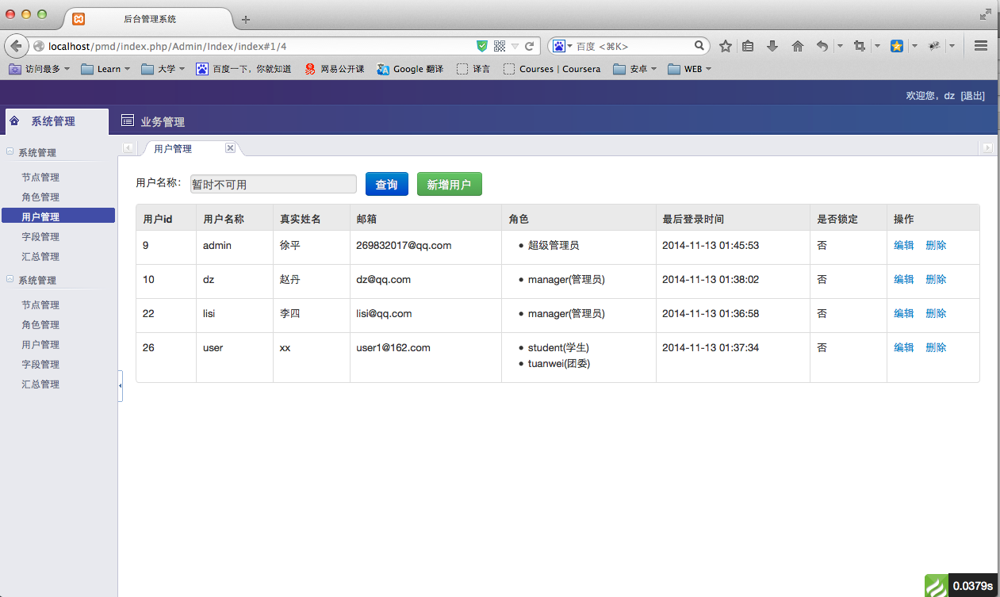 后台管理系统
localhost/pmd/index.php/Admin/Index/index#1/4
百度 <⌘K>
访问最多 Learn 大学 百度一下，你就知道 网易公开课 Google 翻译 译言 Courses | Coursera 安卓 WEB
欢迎您，dz [退出]
系统管理 业务管理
用户管理
系统管理
节点管理
角色管理
用户管理
字段管理
汇总管理
系统管理
节点管理
角色管理
用户管理
字段管理
汇总管理
用户名称： 暂时不可用 查询 新增用户
用户id 用户名称 真实姓名 邮箱 角色 最后登录时间 是否锁定 操作
9 admin 徐平 269832017@qq.com • 超级管理员 2014-11-13 01:45:53 否 编辑 删除
10 dz 赵丹 dz@qq.com • manager(管理员) 2014-11-13 01:38:02 否 编辑 删除
22 lisi 李四 lisi@qq.com • manager(管理员) 2014-11-13 01:36:58 否 编辑 删除
26 user xx user1@162.com • student(学生) 2014-11-13 01:37:34 否 编辑 删除
• tuanwei(团委)
0.0379s